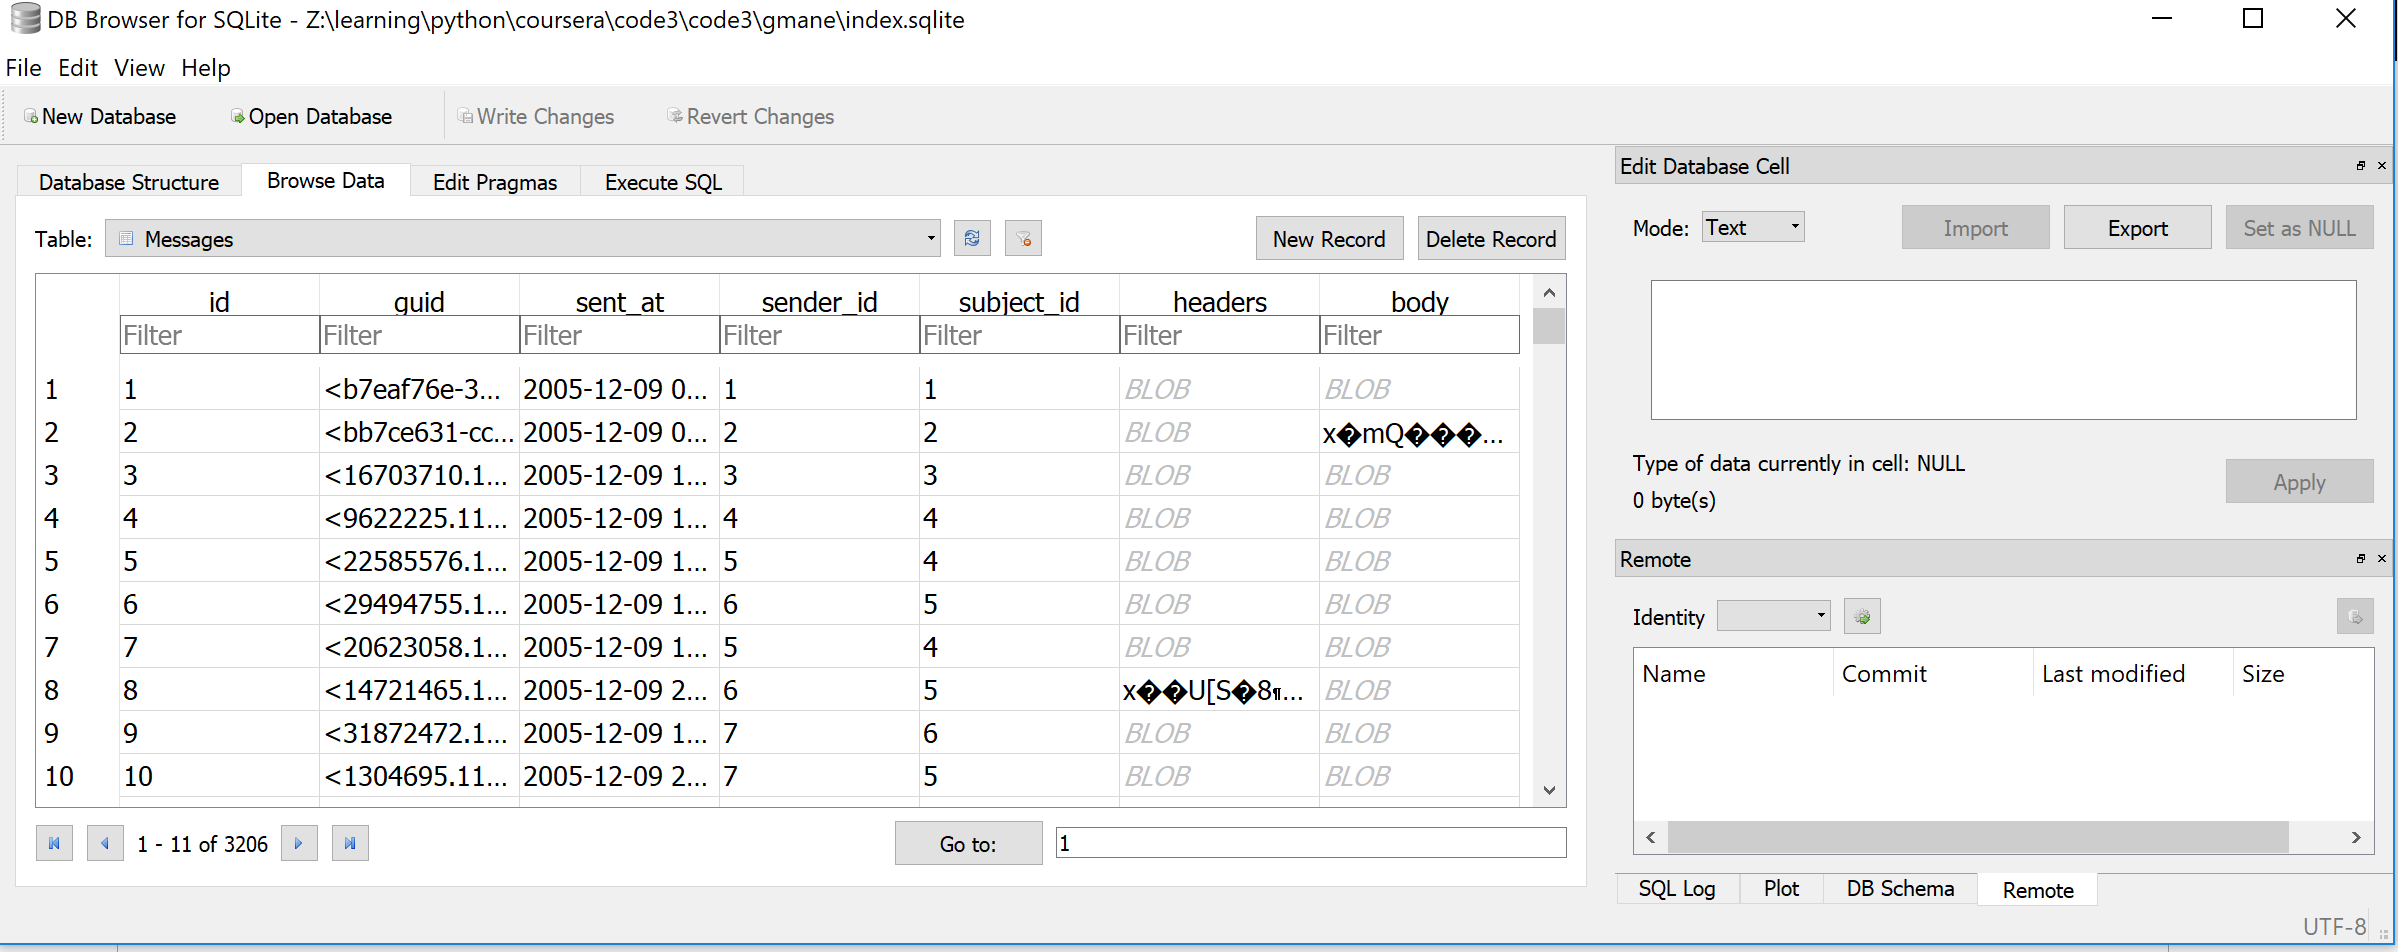 DB Browser for SQLite - Z:\learning\python\coursera\code3\code3\gmane\index.sqlite
File Edit View Help
New Database Open Database Write Changes Revert Changes
Database Structure Browse Data Edit Pragmas Execute SQL
Table: Messages New Record Delete Record
id guid sent_at sender_id subject_id headers body
Filter Filter Filter Filter Filter Filter Filter
1 1 <b7eaf76e-3... 2005-12-09 0... 1 1 BLOB BLOB
2 2 <bb7ce631-cc... 2005-12-09 0... 2 2 BLOB x�mQ���...
3 3 <16703710.1... 2005-12-09 1... 3 3 BLOB BLOB
4 4 <9622225.11... 2005-12-09 1... 4 4 BLOB BLOB
5 5 <22585576.1... 2005-12-09 1... 5 4 BLOB BLOB
6 6 <29494755.1... 2005-12-09 1... 6 5 BLOB BLOB
7 7 <20623058.1... 2005-12-09 1... 5 4 BLOB BLOB
8 8 <14721465.1... 2005-12-09 2... 6 5 x��U[S�8¶... BLOB
9 9 <31872472.1... 2005-12-09 1... 7 6 BLOB BLOB
10 10 <1304695.11... 2005-12-09 2... 7 5 BLOB BLOB
1 - 11 of 3206 Go to: 1
Edit Database Cell
Mode: Text Import Export Set as NULL
Type of data currently in cell: NULL
0 byte(s)
Apply
Remote
Identity
Name Commit Last modified Size
SQL Log Plot DB Schema Remote
UTF-8